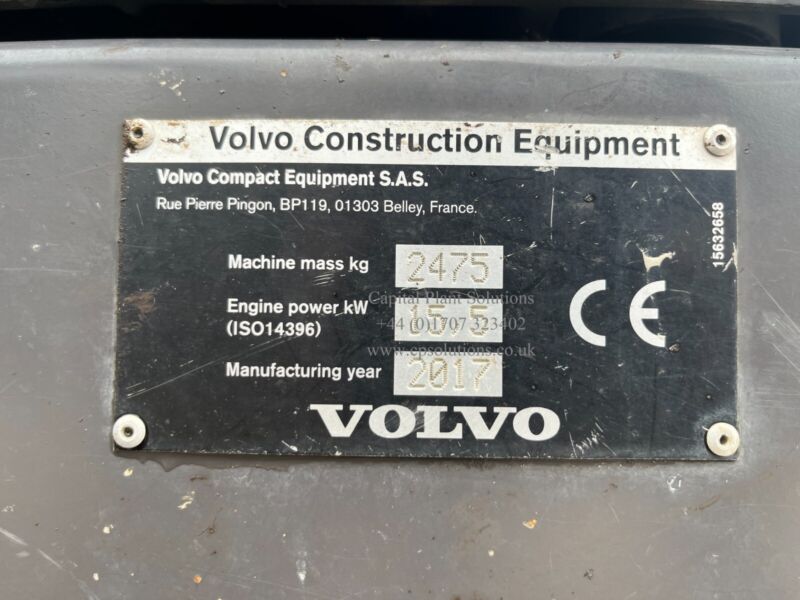 Volvo Construction Equipment
Volvo Compact Equipment S.A.S.
Rue Pierre Pingon, BP119, 01303 Belley, France.
15632658
Machine mass kg 2475
Engine power kW 15,5
(ISO14396)
Manufacturing year 2017
CE
VOLVO
Capital Plant Solutions
+44 (0)1707 323402
www.cpsolutions.co.uk